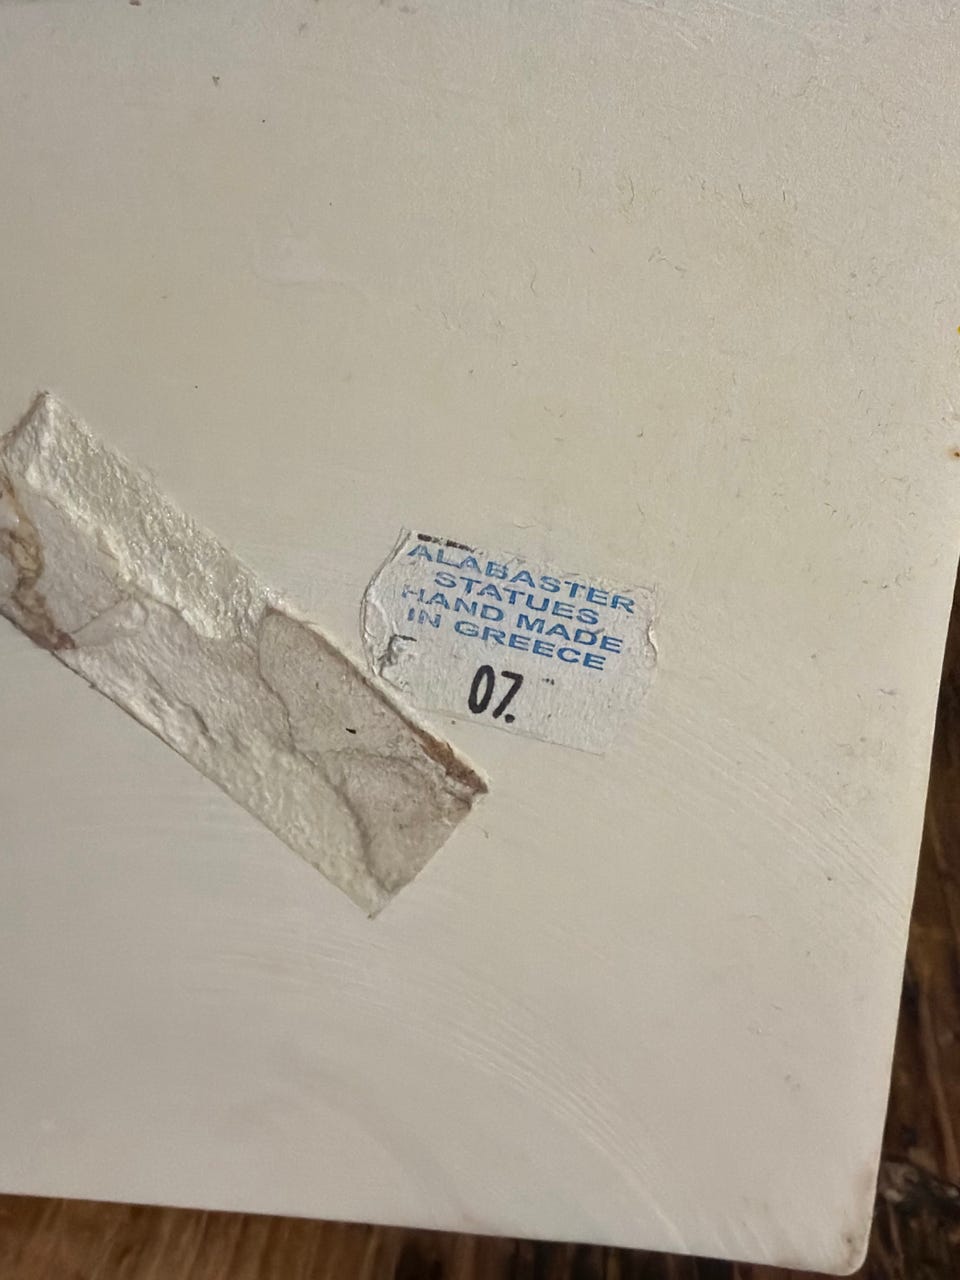 ALABASTER
STATUES
HAND MADE
IN GREECE
07.